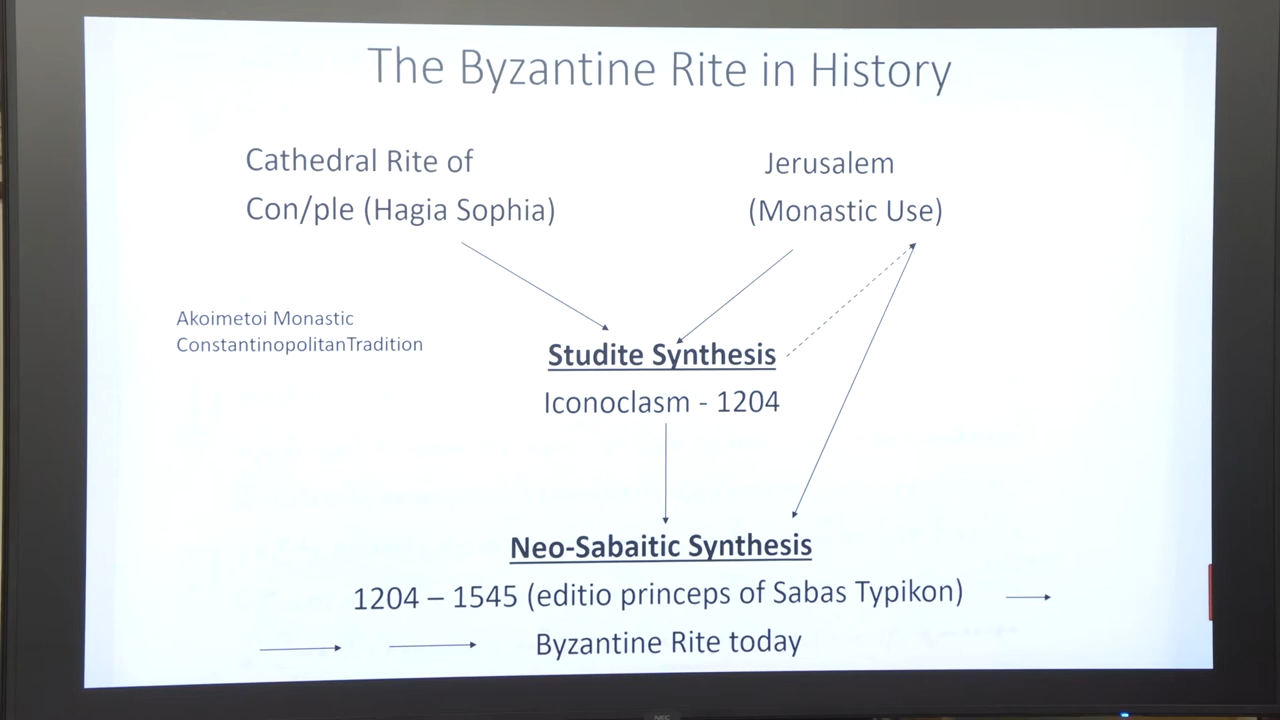 The Byzantine Rite in History
Cathedral Rite of
Con/ple (Hagia Sophia)
Jerusalem
(Monastic Use)
Akoimetoi Monastic
ConstantinopolitanTradition
Studite Synthesis
Iconoclasm - 1204
Neo-Sabaitic Synthesis
1204 – 1545 (editio princeps of Sabas Typikon)
Byzantine Rite today
NEC